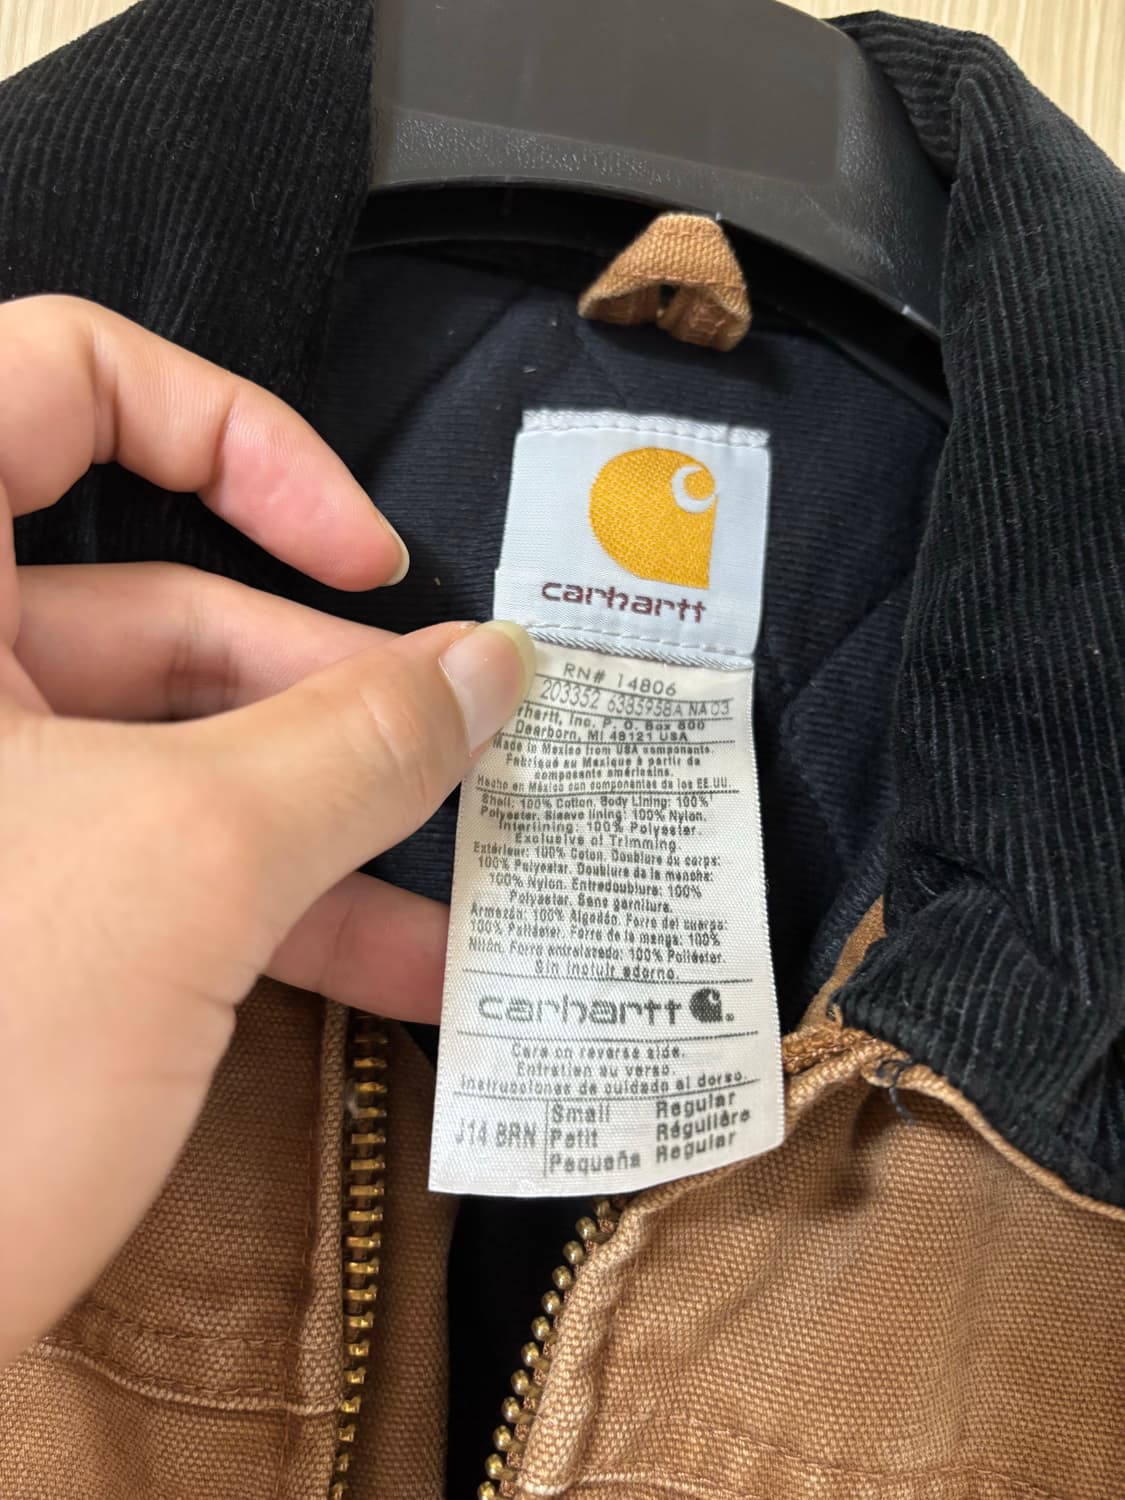 carhartt
RN# 14806
203352 6385958A NA 03
rhartt, Inc. P. O. Box 600
Dearborn, MI 48121 USA
Made in Mexico from USA components.
Fabriqué au Mexique à partir de
composants américains.
Hecho en México con componentes de los EE.UU.
Shell: 100% Cotton. Body Lining: 100%
Polyester. Sleeve lining: 100% Nylon.
Interlining: 100% Polyester.
Exclusive of Trimming
Extérieur: 100% Coton. Doublure du corps:
100% Polyester. Doublure de la manche:
100% Nylon. Entredoublure: 100%
Polyester. Sans garniture.
Armazón: 100% Algodón. Forro del cuerpo:
100% Poliéster. Forro de la manga: 100%
Nilón. Forro entrelazado: 100% Poliéster.
Sin incluir adorno.
carhartt
Care on reverse side.
Entretien au verso.
Instrucciones de cuidado al dorso.
J14 BRN
Small Regular
Petit Régulière
Pequeña Regular